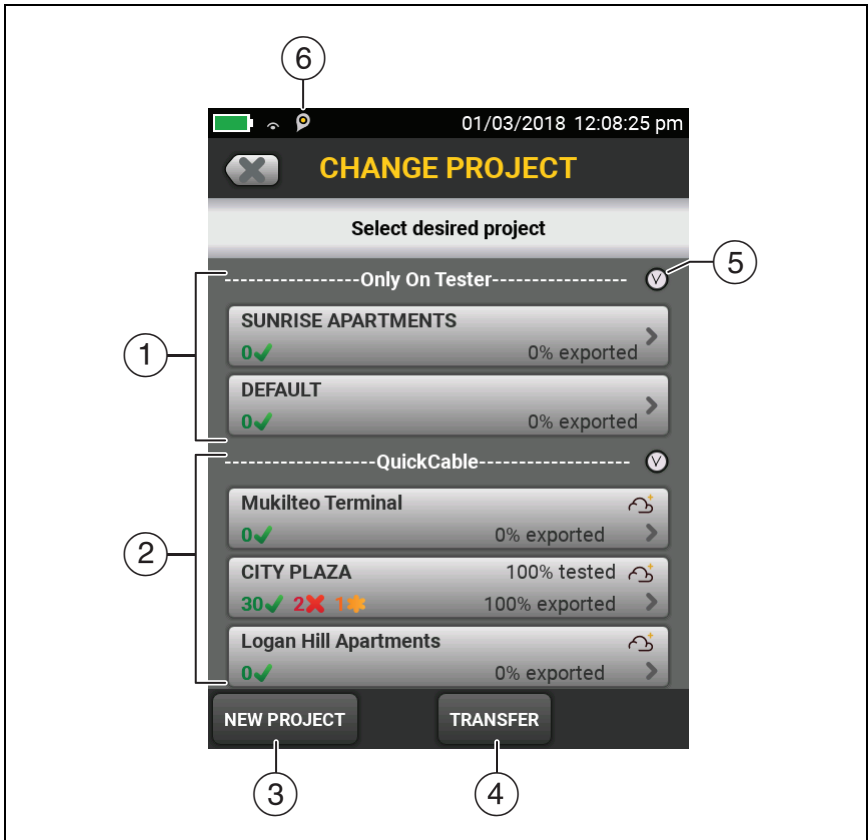 6
01/03/2018 12:08:25 pm
CHANGE PROJECT
Select desired project
5
---------------Only On Tester---------------
1
SUNRISE APARTMENTS
0✔ 0% exported
DEFAULT
0✔ 0% exported
-----------------QuickCable-----------------
2
Mukilteo Terminal
0✔ 0% exported
CITY PLAZA 100% tested
30✔ 2✖ 1✱ 100% exported
Logan Hill Apartments
0✔ 0% exported
NEW PROJECT TRANSFER
3 4